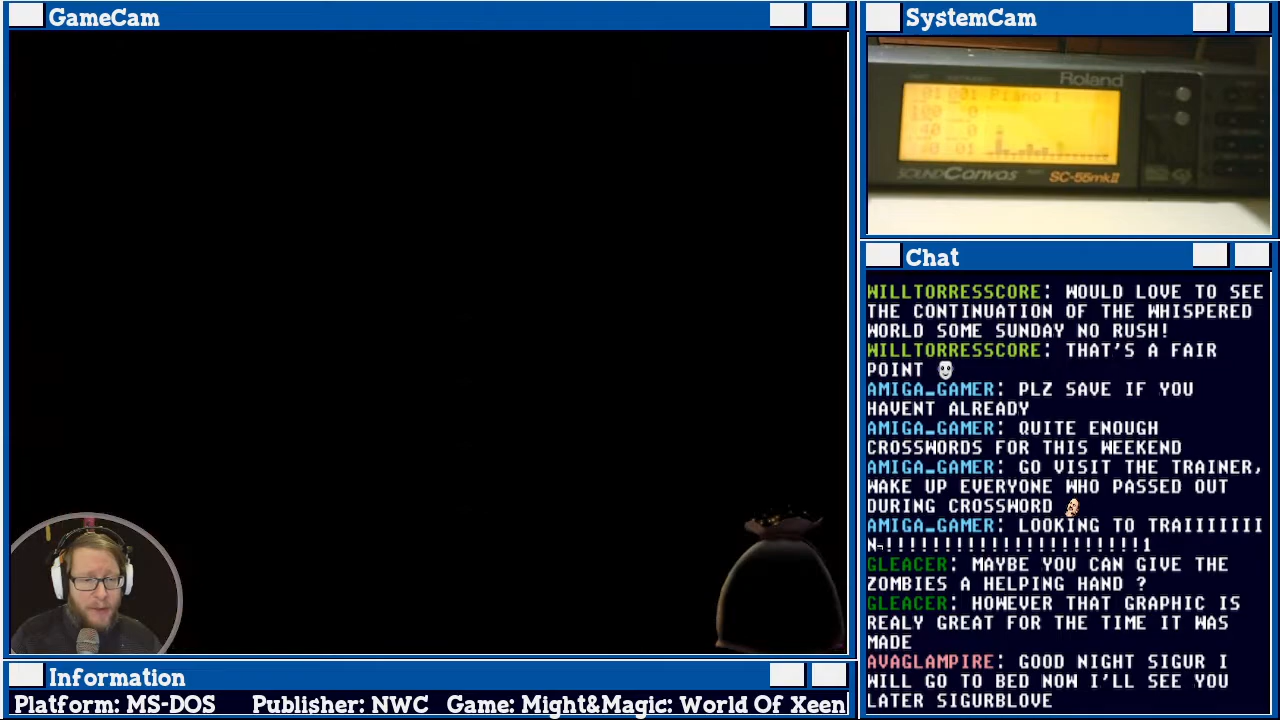 GameCam
SystemCam
Roland
Piano 1
SOUND Canvas
SC-55mkII
Chat
WILLTORRESSCORE: WOULD LOVE TO SEE
THE CONTINUATION OF THE WHISPERED
WORLD SOME SUNDAY NO RUSH!
WILLTORRESSCORE: THAT'S A FAIR
POINT
AMIGA_GAMER: PLZ SAVE IF YOU
HAVENT ALREADY
AMIGA_GAMER: QUITE ENOUGH
CROSSWORDS FOR THIS WEEKEND
AMIGA_GAMER: GO VISIT THE TRAINER,
WAKE UP EVERYONE WHO PASSED OUT
DURING CROSSWORD
AMIGA_GAMER: LOOKING TO TRAIIIIIII
N~!!!!!!!!!!!!!!!!!!!!!!1
GLEACER: MAYBE YOU CAN GIVE THE
ZOMBIES A HELPING HAND ?
GLEACER: HOWEVER THAT GRAPHIC IS
REALY GREAT FOR THE TIME IT WAS
MADE
AVAGLAMPIRE: GOOD NIGHT SIGUR I
WILL GO TO BED NOW I'LL SEE YOU
LATER SIGURBLOVE
Information
Platform: MS-DOS Publisher: NWC Game: Might&Magic: World Of Xeen